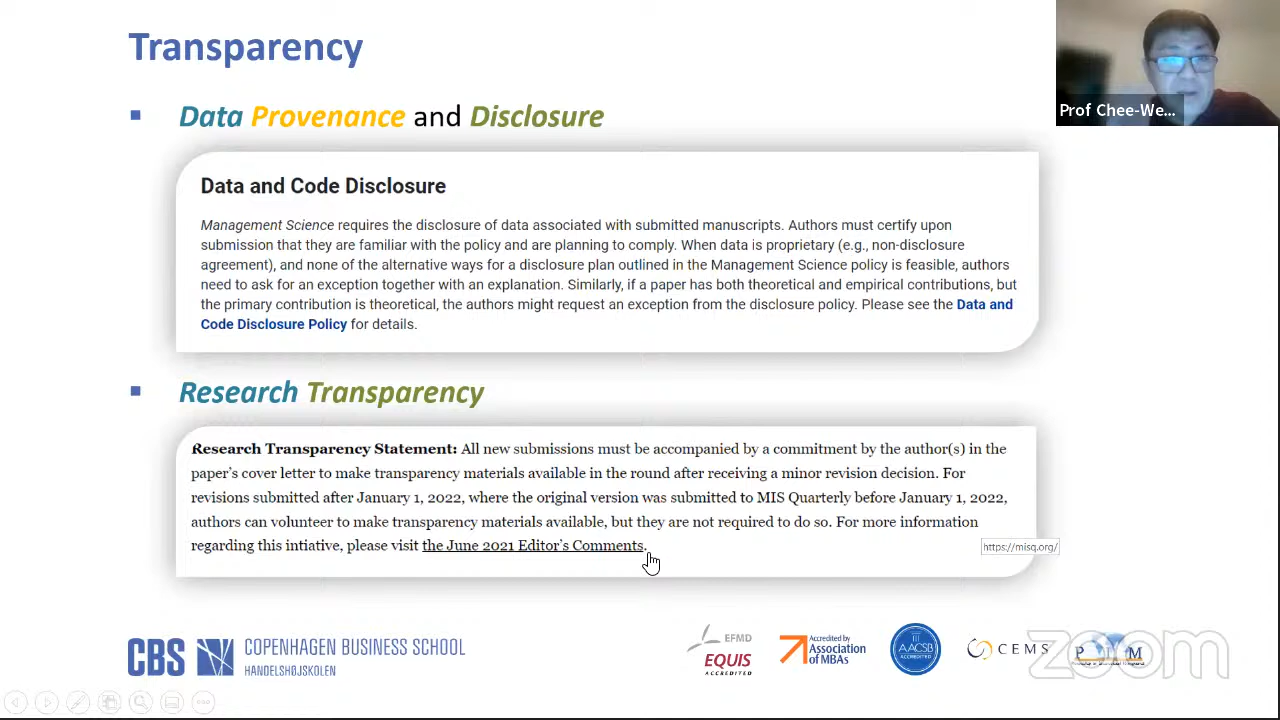 Transparency
Prof Chee-We...
Data Provenance and Disclosure
Data and Code Disclosure
Management Science requires the disclosure of data associated with submitted manuscripts. Authors must certify upon
submission that they are familiar with the policy and are planning to comply. When data is proprietary (e.g., non-disclosure
agreement), and none of the alternative ways for a disclosure plan outlined in the Management Science policy is feasible, authors
need to ask for an exception together with an explanation. Similarly, if a paper has both theoretical and empirical contributions, but
the primary contribution is theoretical, the authors might request an exception from the disclosure policy. Please see the Data and
Code Disclosure Policy for details.
Research Transparency
Research Transparency Statement: All new submissions must be accompanied by a commitment by the author(s) in the
paper's cover letter to make transparency materials available in the round after receiving a minor revision decision. For
revisions submitted after January 1, 2022, where the original version was submitted to MIS Quarterly before January 1, 2022,
authors can volunteer to make transparency materials available, but they are not required to do so. For more information
regarding this intiative, please visit the June 2021 Editor's Comments.
https://misq.org/
CBS
COPENHAGEN BUSINESS SCHOOL
HANDELSHØJSKOLEN
EFMD
EQUIS
ACCREDITED
Accredited by
Association
of MBAs
AACSB
ACCREDITED
CEMS
zoom